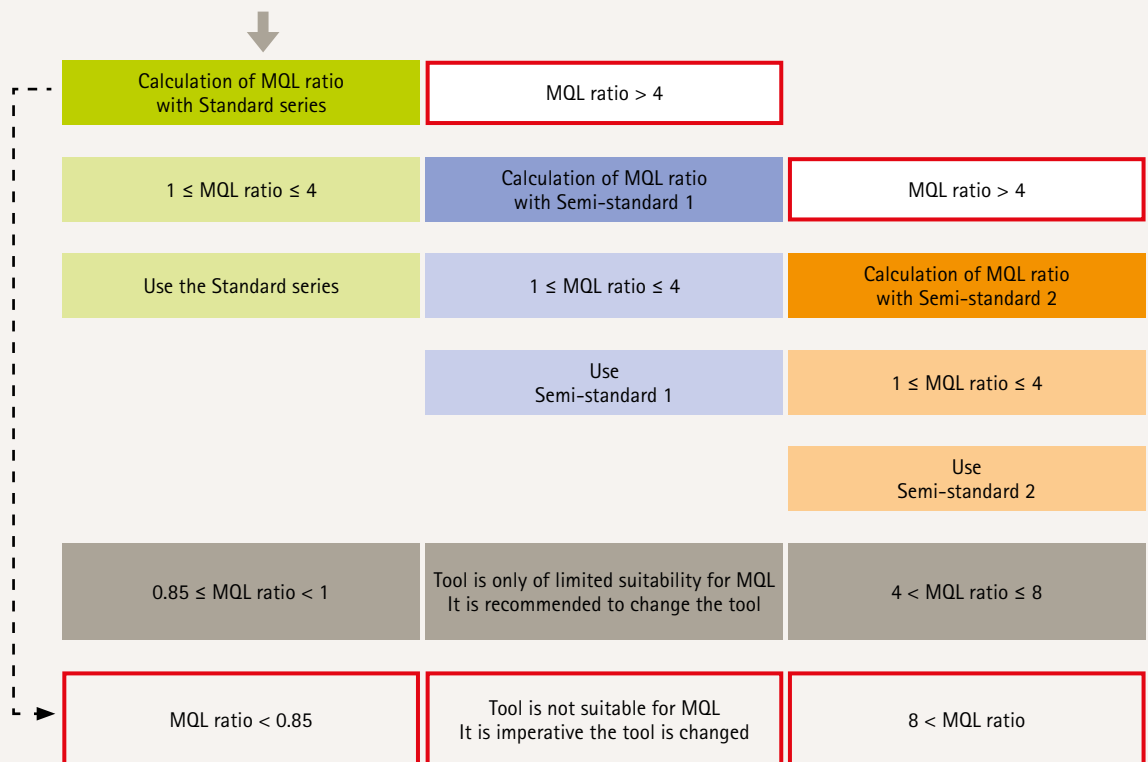 Calculation of MQL ratio
with Standard series
MQL ratio > 4
1 ≤ MQL ratio ≤ 4
Calculation of MQL ratio
with Semi-standard 1
MQL ratio > 4
Use the Standard series
1 ≤ MQL ratio ≤ 4
Calculation of MQL ratio
with Semi-standard 2
Use
Semi-standard 1
1 ≤ MQL ratio ≤ 4
Use
Semi-standard 2
0.85 ≤ MQL ratio < 1
Tool is only of limited suitability for MQL
It is recommended to change the tool
4 < MQL ratio ≤ 8
MQL ratio < 0.85
Tool is not suitable for MQL
It is imperative the tool is changed
8 < MQL ratio